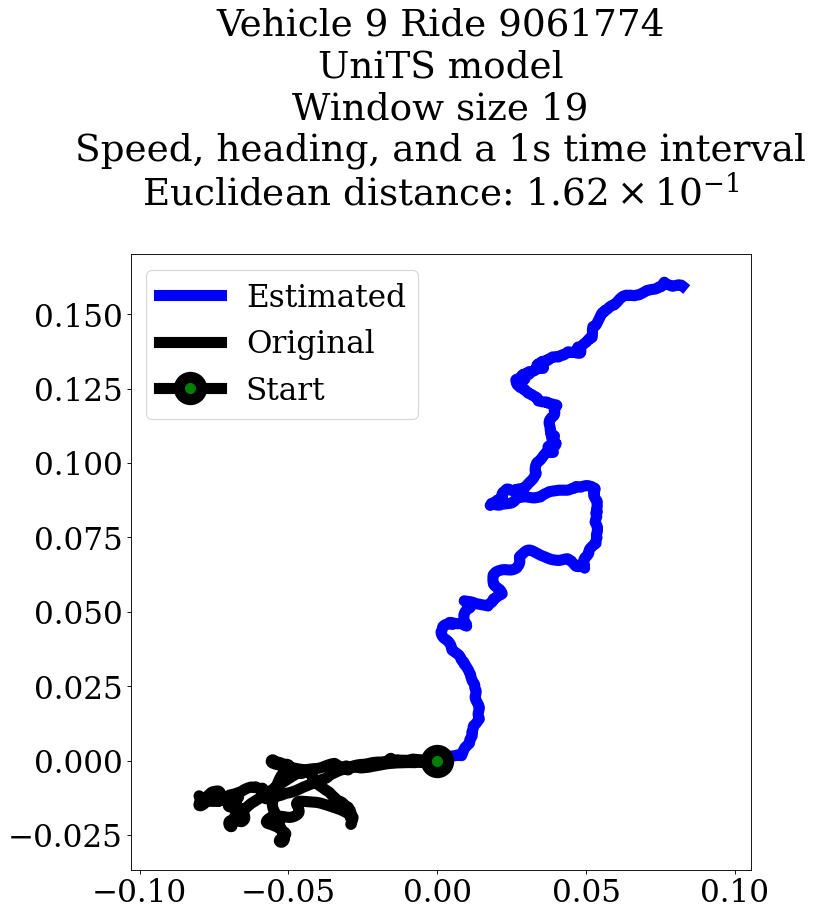 Vehicle 9 Ride 9061774
UniTS model
Window size 19
Speed, heading, and a 1s time interval
Euclidean distance: 1.62 × 10⁻¹
Estimated
Original
Start
0.150
0.125
0.100
0.075
0.050
0.025
0.000
−0.025
−0.10 −0.05 0.00 0.05 0.10